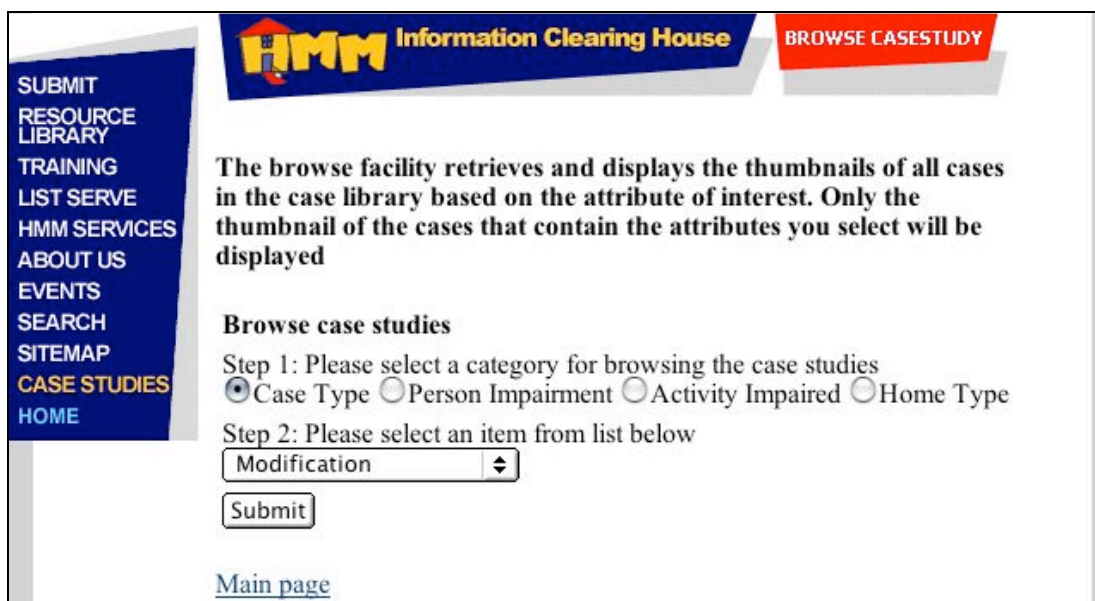 HMM Information Clearing House
BROWSE CASESTUDY
SUBMIT
RESOURCE
LIBRARY
TRAINING
LIST SERVE
HMM SERVICES
ABOUT US
EVENTS
SEARCH
SITEMAP
CASE STUDIES
HOME
The browse facility retrieves and displays the thumbnails of all cases
in the case library based on the attribute of interest. Only the
thumbnail of the cases that contain the attributes you select will be
displayed
Browse case studies
Step 1: Please select a category for browsing the case studies
Case Type Person Impairment Activity Impaired Home Type
Step 2: Please select an item from list below
Modification
Submit
Main page